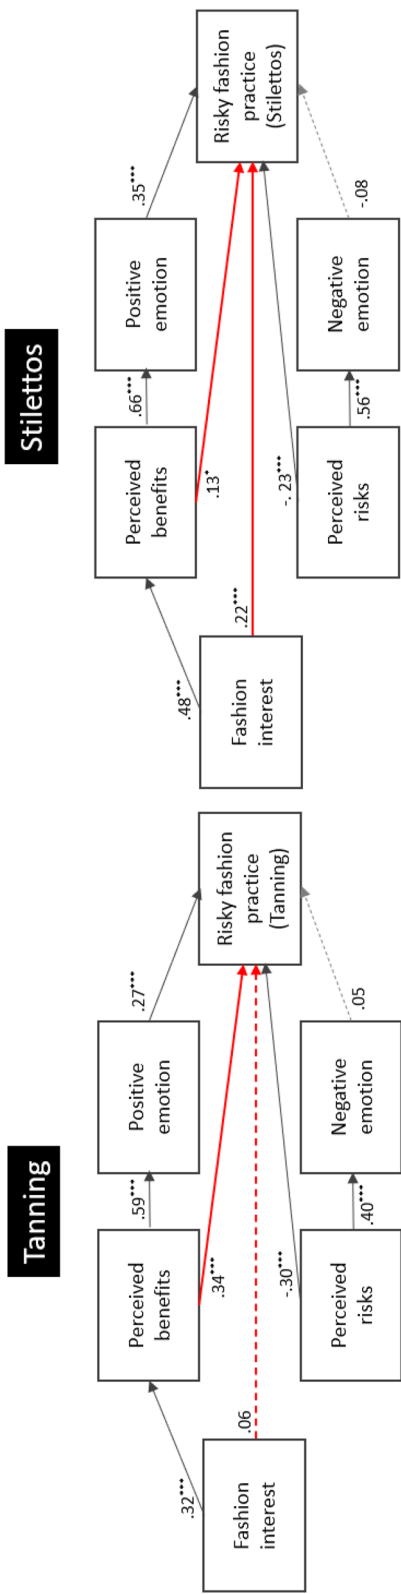 Tanning
Fashion
interest
.32***
Perceived
benefits
.59***
Positive
emotion
.27***
.34***
.06
Risky fashion
practice
(Tanning)
-.30***
Perceived
risks
.40***
Negative
emotion
.05
Stilettos
Fashion
interest
.48***
Perceived
benefits
.66***
Positive
emotion
.35***
.13*
.22***
Risky fashion
practice
(Stilettos)
-. 23***
Perceived
risks
.56***
Negative
emotion
-.08